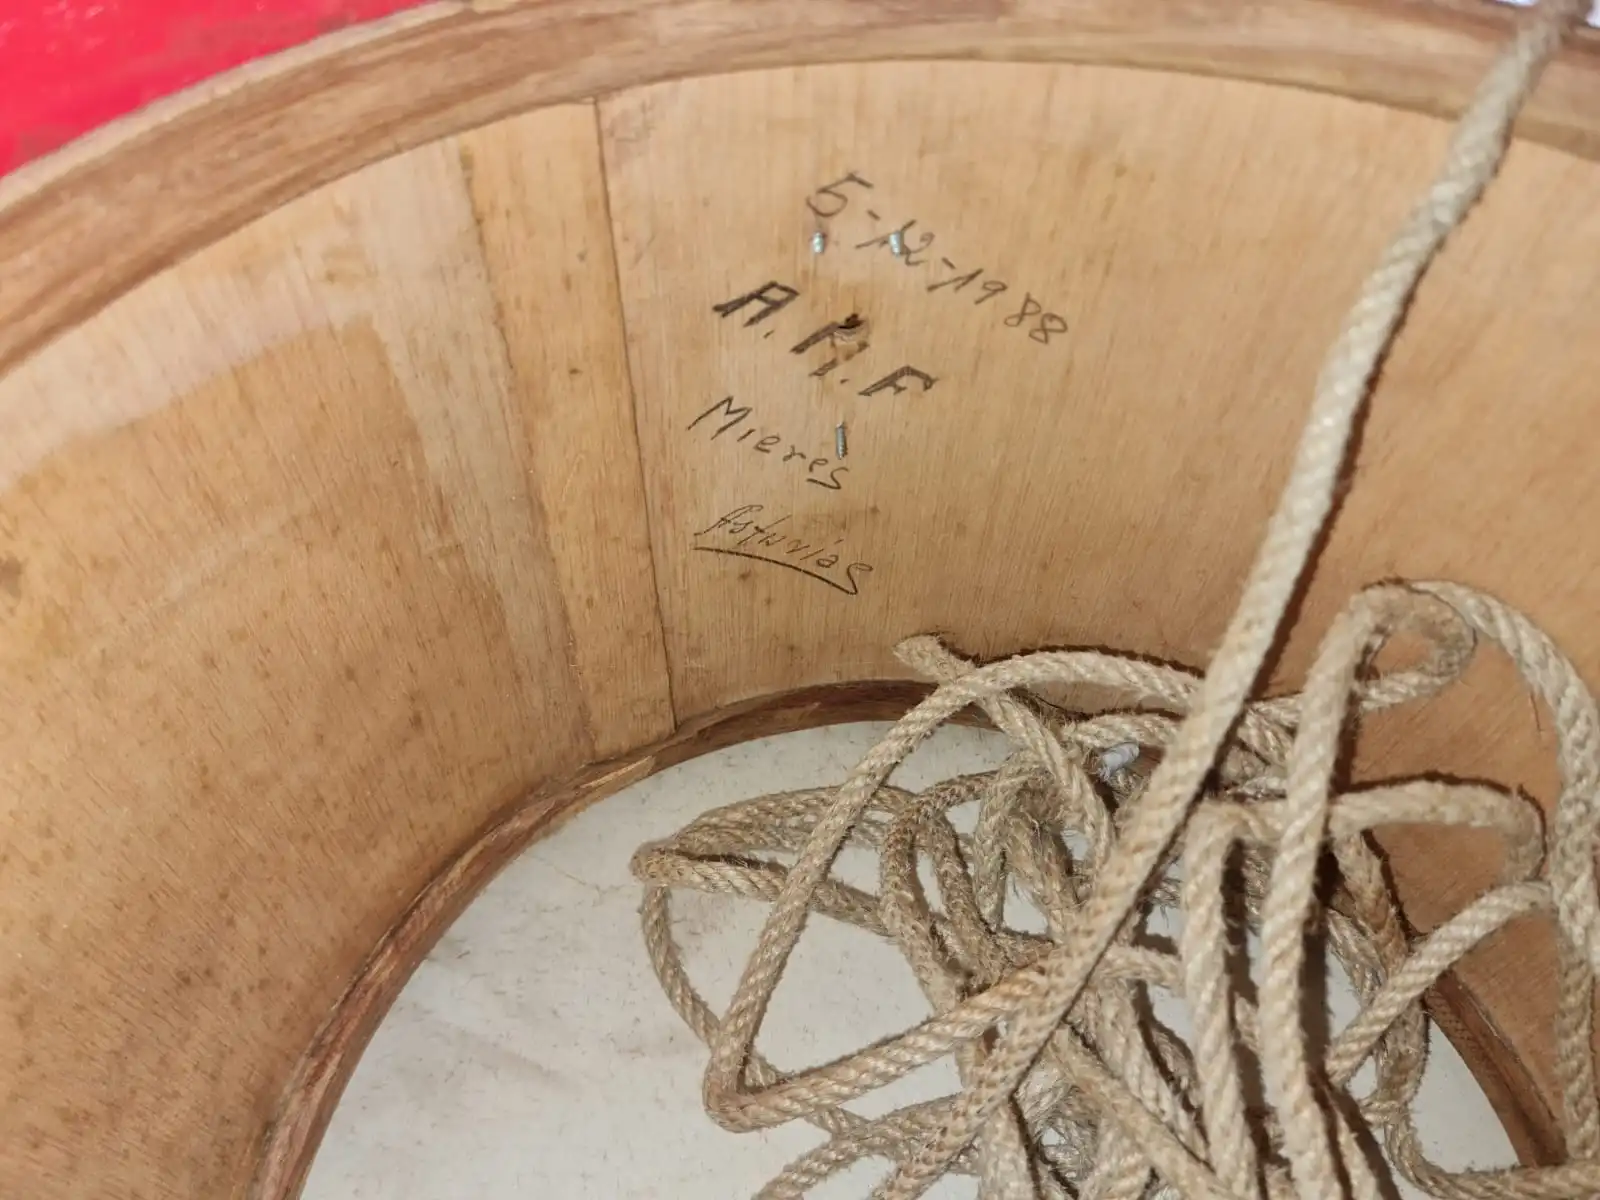 5-12-1988
A. M. F
Mieres
Asturias